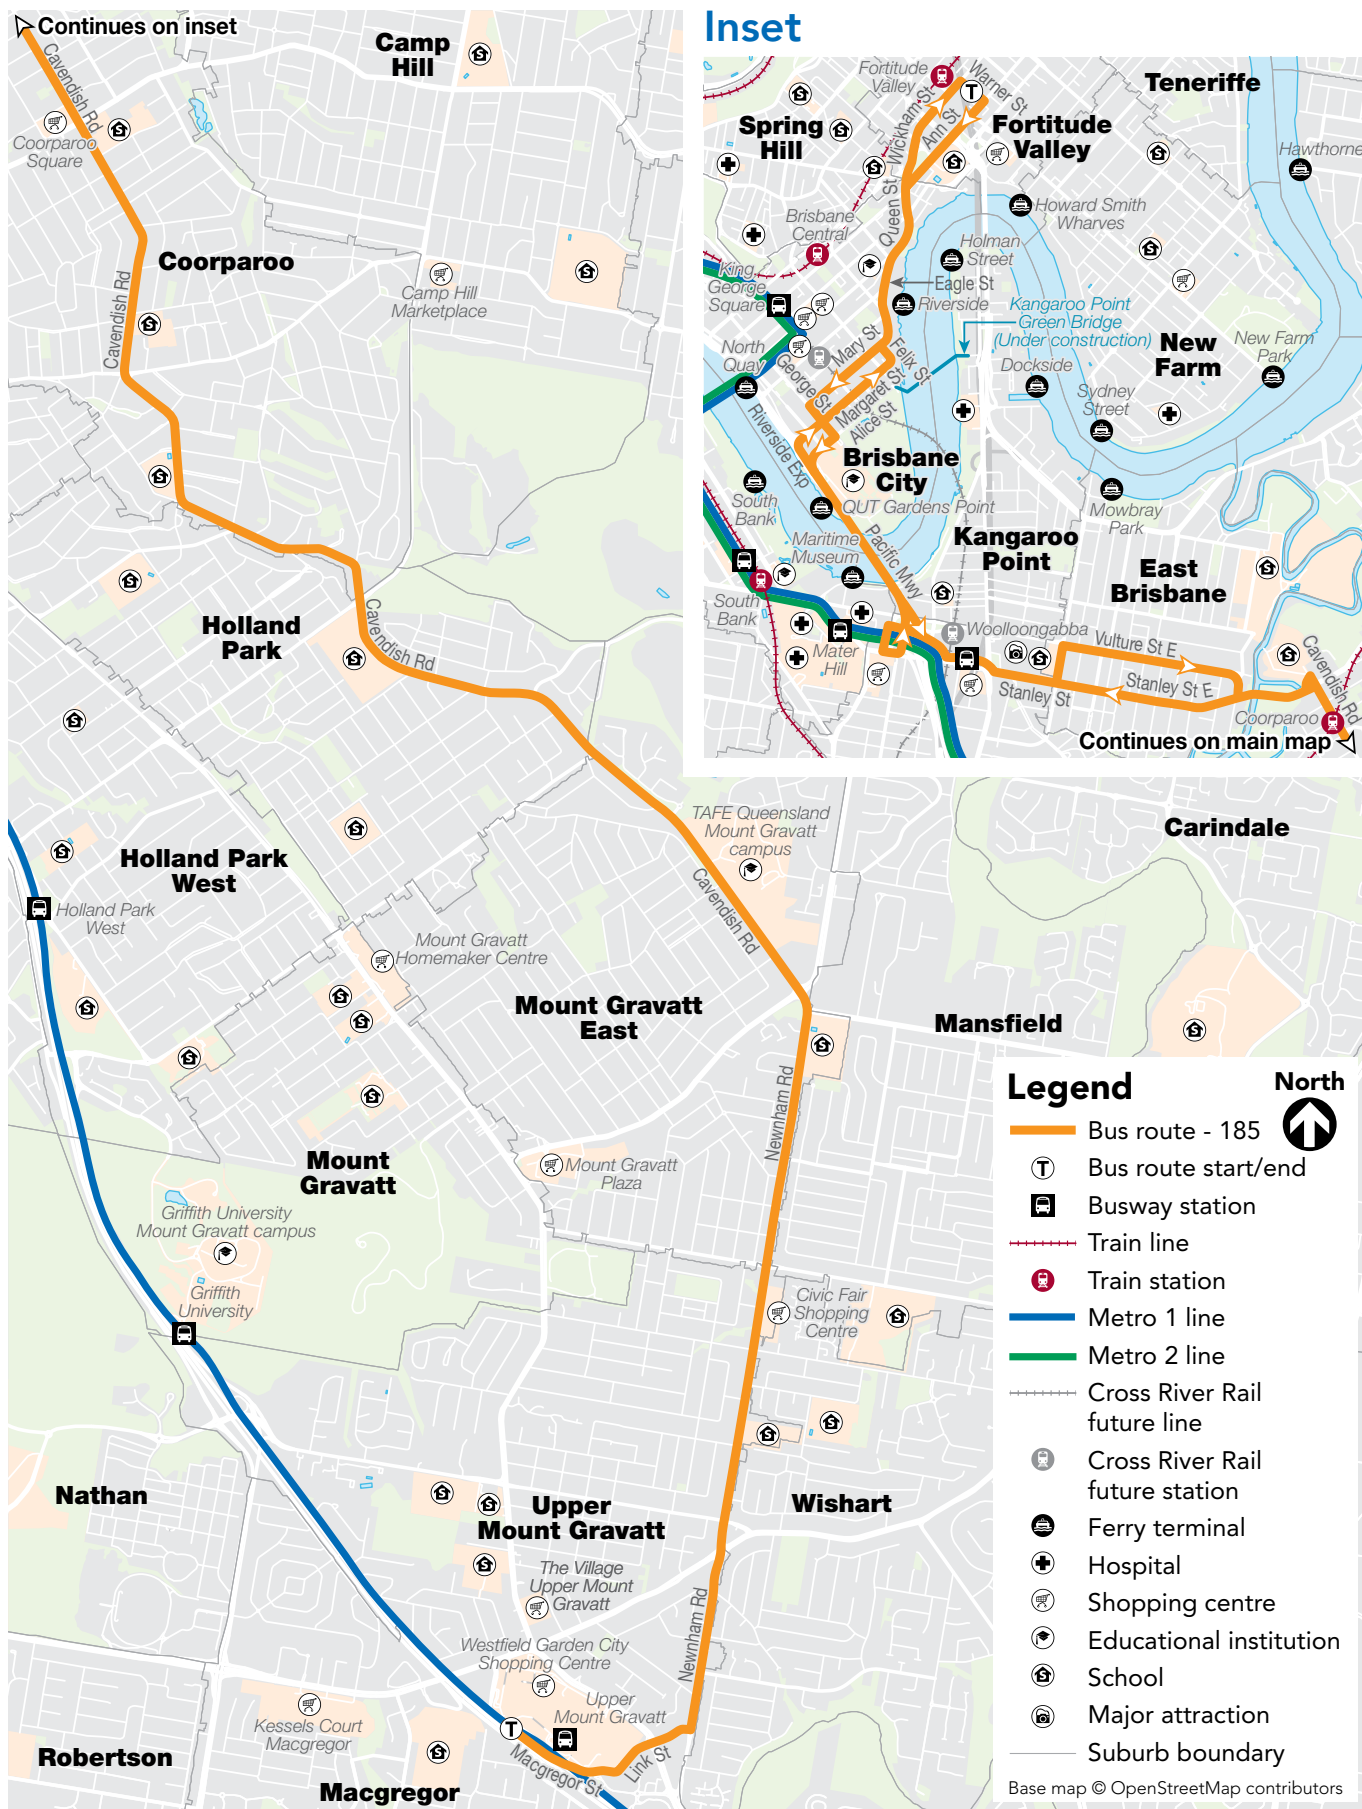 Continues on inset
Cavendish Rd
Camp
Hill
Coorparoo
Square
Coorparoo
Cavendish Rd
Camp Hill
Marketplace
Holland
Park
Cavendish Rd
TAFE Queensland
Mount Gravatt
campus
Carindale
Holland Park
West
Holland Park
West
Cavendish Rd
Mount Gravatt
Homemaker Centre
Mount Gravatt
East
Mansfield
Newnham Rd
Mount
Gravatt
Mount Gravatt
Plaza
Griffith University
Mount Gravatt campus
Griffith
University
Civic Fair
Shopping
Centre
Nathan
Upper
Mount Gravatt
Wishart
The Village
Upper Mount
Gravatt
Newnham Rd
Westfield Garden City
Shopping Centre
Upper
Mount Gravatt
Kessels Court
Macgregor
T
Macgregor St
Link St
Robertson
Macgregor
Inset
Fortitude
Valley
T
Warner St
Teneriffe
Wickham St
Ann St
Spring
Hill
Fortitude
Valley
Hawthorne
Queen St
Howard Smith
Wharves
Brisbane
Central
Holman
Street
King
George
Square
Eagle St
Riverside
Kangaroo Point
Green Bridge
(Under construction)
North
Quay
Mary St
Felix St
New
Farm
New Farm
Park
George St
Margaret St
Alice St
Dockside
Sydney
Street
Riverside Exp
Brisbane
City
South
Bank
QUT Gardens Point
Mowbray
Park
Maritime
Museum
Pacific Mwy
Kangaroo
Point
East
Brisbane
South
Bank
Mater
Hill
Woolloongabba
Vulture St E
Stanley St
Stanley St E
Cavendish Rd
Coorparoo
Continues on main map
Legend
North
Bus route - 185
T
Bus route start/end
Busway station
Train line
Train station
Metro 1 line
Metro 2 line
Cross River Rail
future line
Cross River Rail
future station
Ferry terminal
Hospital
Shopping centre
Educational institution
School
Major attraction
Suburb boundary
Base map © OpenStreetMap contributors